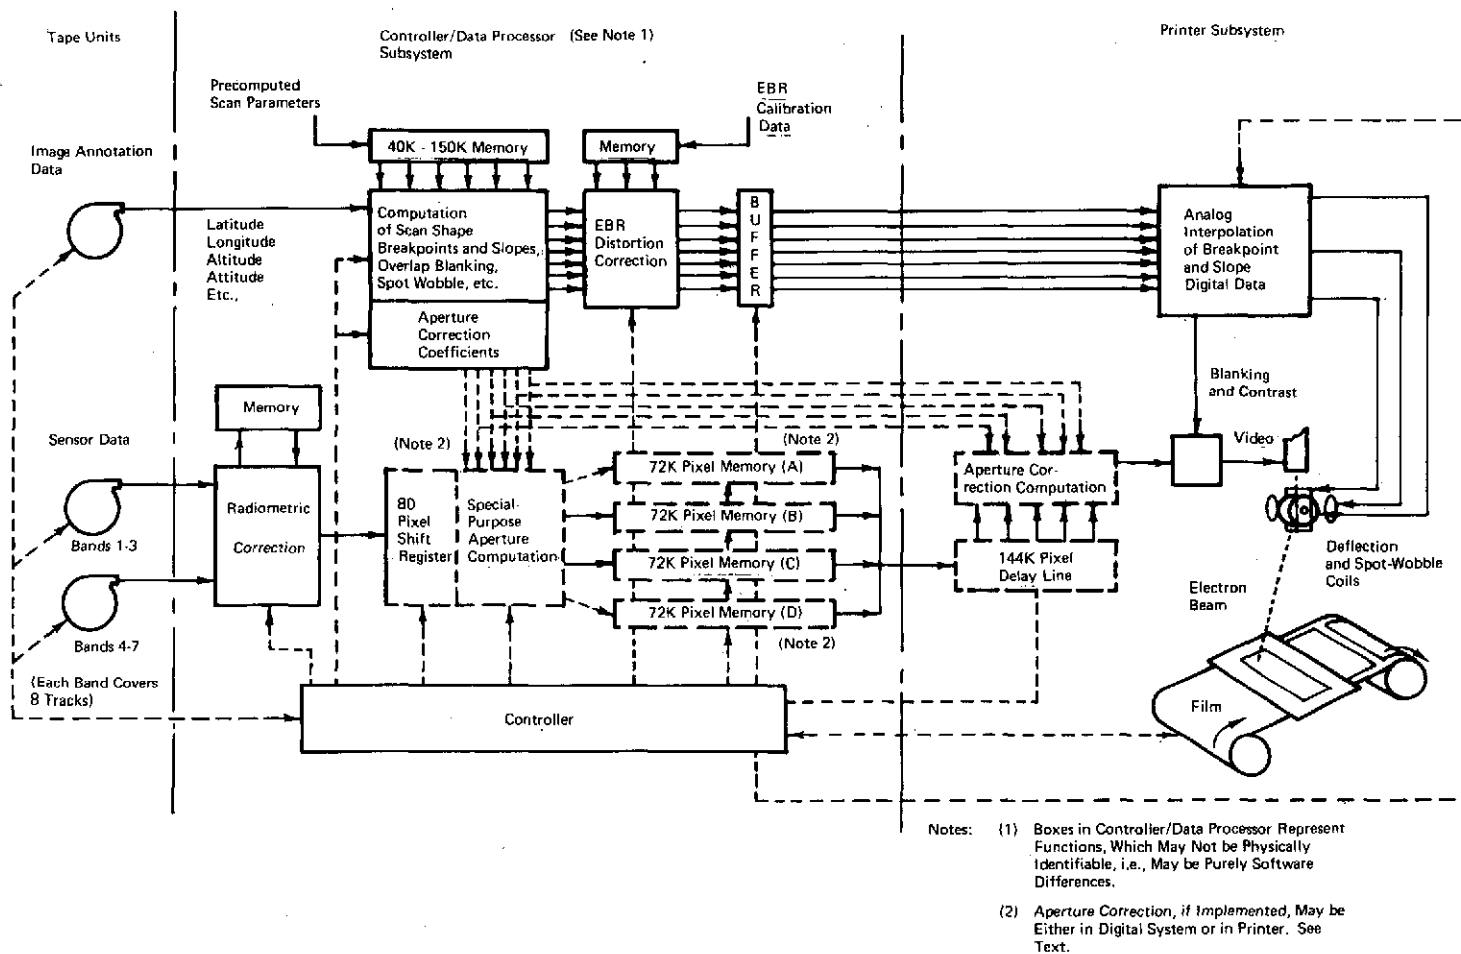 Tape Units
Controller/Data Processor (See Note 1)
Subsystem
Printer Subsystem
Precomputed
Scan Parameters
EBR
Calibration
Data
Image Annotation
Data
40K - 150K Memory
Memory
Latitude
Longitude
Altitude
Attitude
Etc.,
Computation
of Scan Shape
Breakpoints and Slopes,
Overlap Blanking,
Spot Wobble, etc.
EBR
Distortion
Correction
B
U
F
F
E
R
Analog
Interpolation
of Breakpoint
and Slope
Digital Data
Aperture
Correction
Coefficients
Blanking
and Contrast
Memory
Sensor Data
(Note 2)
(Note 2)
Video
Radiometric
Correction
80
Pixel
Shift
Register
Special-
Purpose
Aperture
Computation
72K Pixel Memory (A)
72K Pixel Memory (B)
72K Pixel Memory (C)
72K Pixel Memory (D)
(Note 2)
Aperture Cor-
rection Computation
144K Pixel
Delay Line
Bands 1-3
Bands 4-7
(Each Band Covers
8 Tracks)
Deflection
and Spot-Wobble
Coils
Electron
Beam
Controller
Film
Notes: (1) Boxes in Controller/Data Processor Represent
Functions, Which May Not be Physically
Identifiable, i.e., May be Purely Software
Differences.
(2) Aperture Correction, if Implemented, May be
Either in Digital System or in Printer. See
Text.